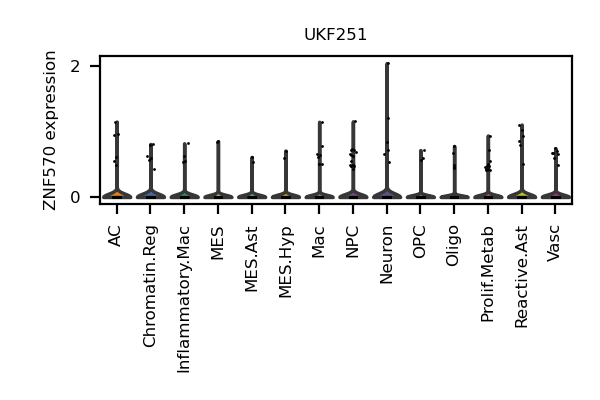 UKF251
ZNF570 expression
2
0
AC
Chromatin.Reg
Inflammatory.Mac
MES
MES.Ast
MES.Hyp
Mac
NPC
Neuron
OPC
Oligo
Prolif.Metab
Reactive.Ast
Vasc